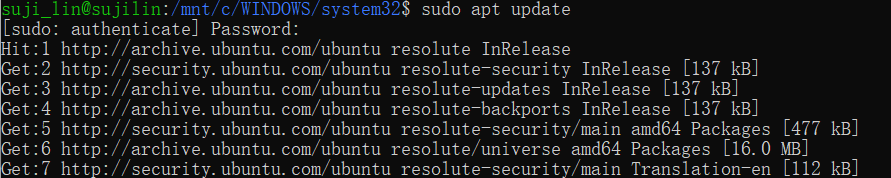 suji_lin@sujilin:/mnt/c/WINDOWS/system32$ sudo apt update
[sudo: authenticate] Password:
Hit:1 http://archive.ubuntu.com/ubuntu resolute InRelease
Get:2 http://security.ubuntu.com/ubuntu resolute-security InRelease [137 kB]
Get:3 http://archive.ubuntu.com/ubuntu resolute-updates InRelease [137 kB]
Get:4 http://archive.ubuntu.com/ubuntu resolute-backports InRelease [137 kB]
Get:5 http://security.ubuntu.com/ubuntu resolute-security/main amd64 Packages [477 kB]
Get:6 http://archive.ubuntu.com/ubuntu resolute/universe amd64 Packages [16.0 MB]
Get:7 http://security.ubuntu.com/ubuntu resolute-security/main Translation-en [112 kB]